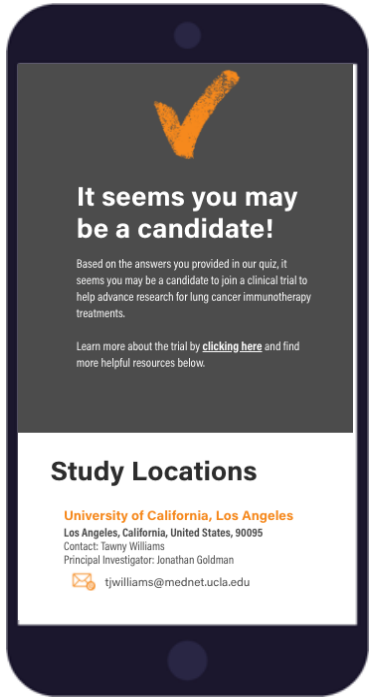 It seems you may
be a candidate!
Based on the answers you provided in our quiz, it
seems you may be a candidate to join a clinical trial to
help advance research for lung cancer immunotherapy
treatments.
Learn more about the trial by clicking here and find
more helpful resources below.
Study Locations
University of California, Los Angeles
Los Angeles, California, United States, 90095
Contact: Tawny Williams
Principal Investigator: Jonathan Goldman
tjwilliams@mednet.ucla.edu